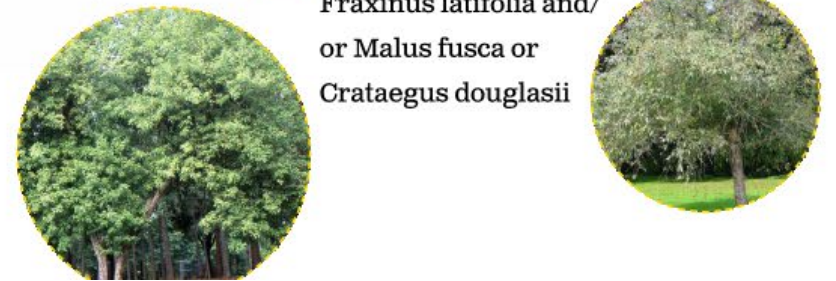 Fraxinus latifolia and/
or Malus fusca or
Crataegus douglasii